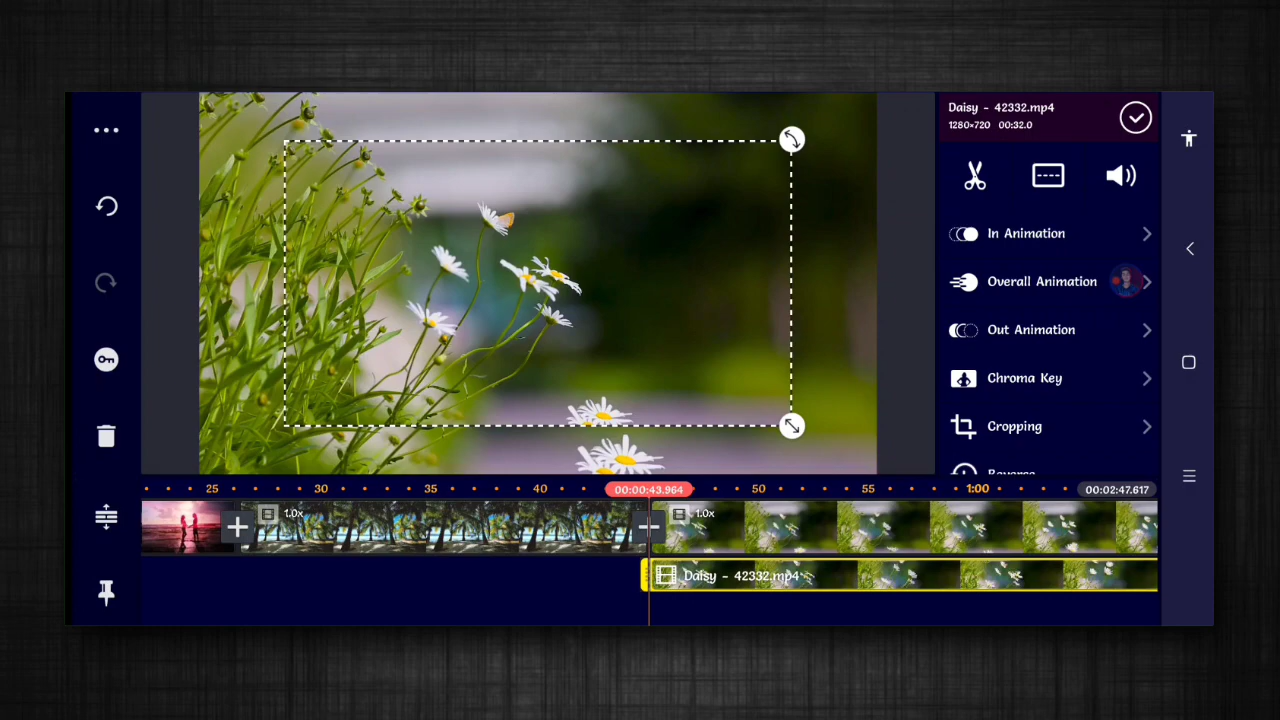 Daisy - 42332.mp4
1280×720 00:32.0
In Animation
Overall Animation
Out Animation
Chroma Key
Cropping
Reverse
25 30 35 40 00:00:43.964 50 55 1:00 00:02:47.617
1.0x 1.0x
Daisy - 42332.mp4